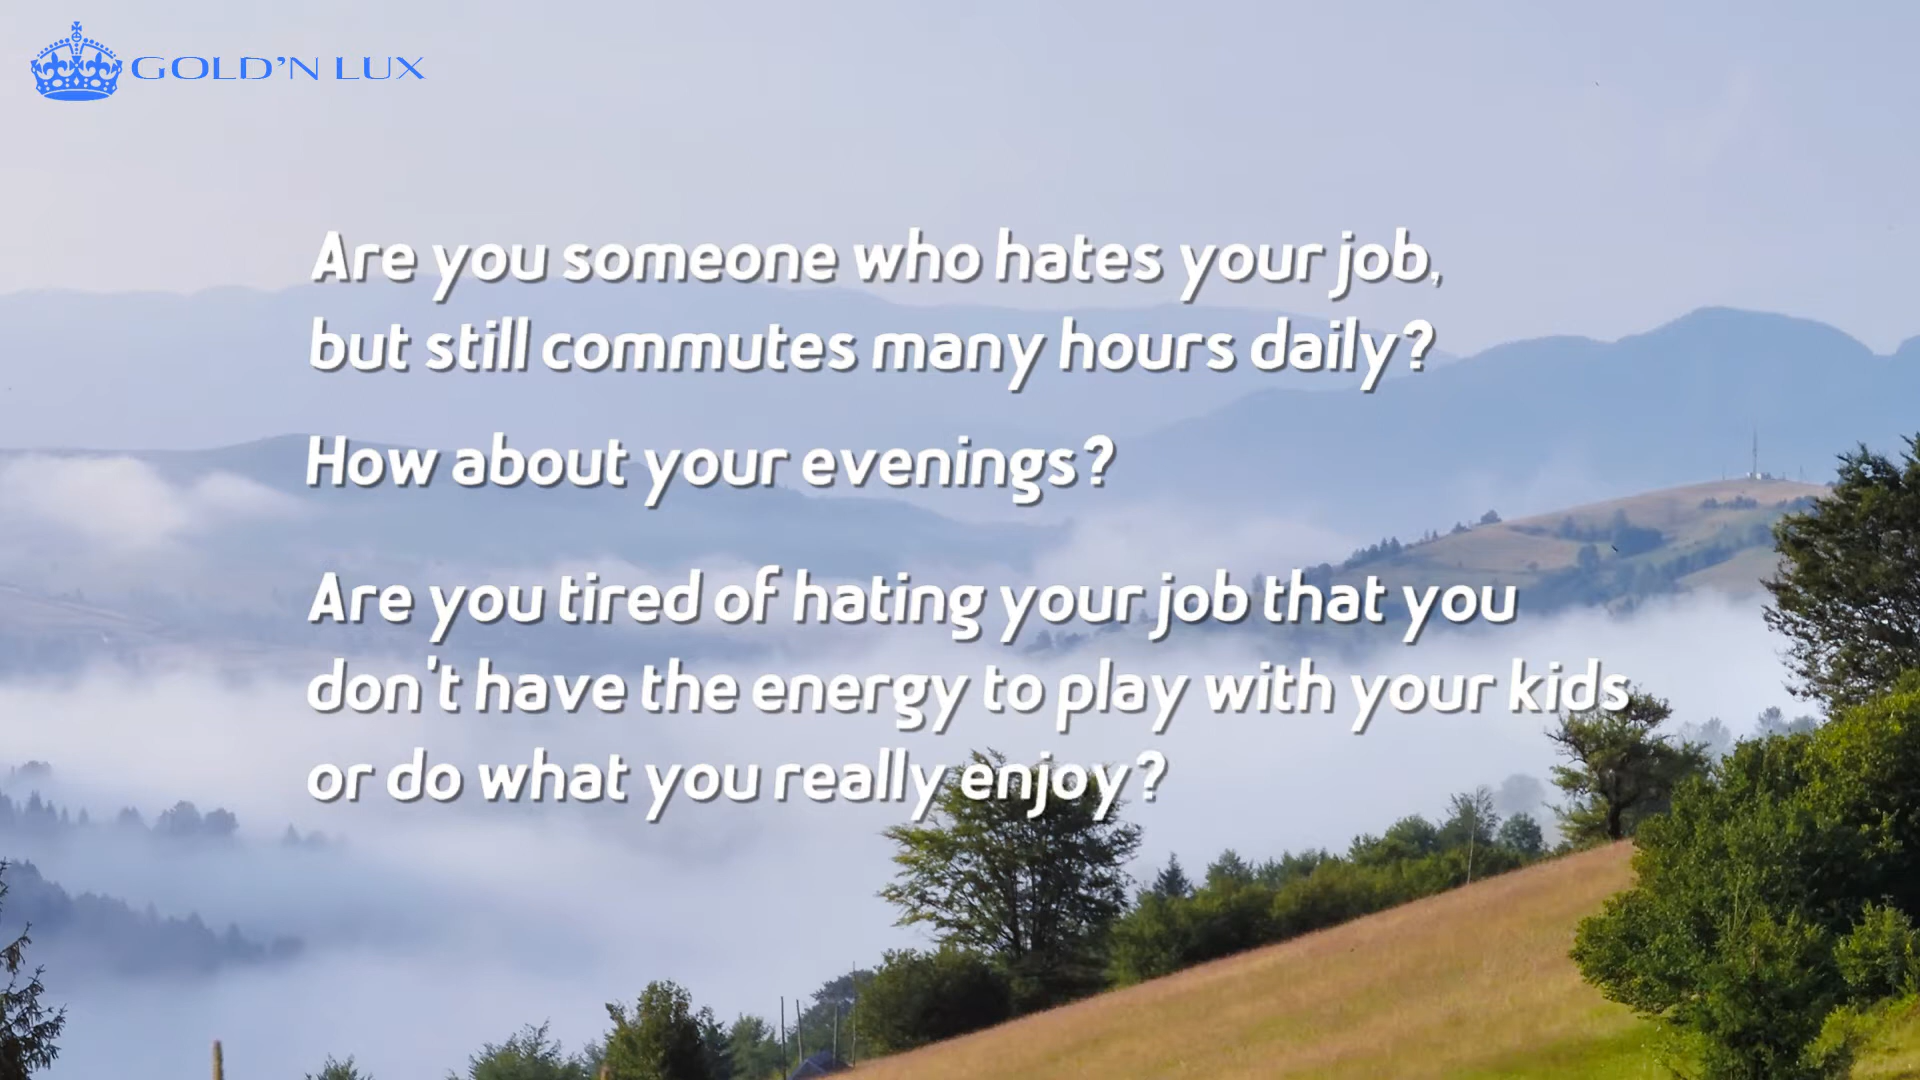 GOLD'N LUX
Are you someone who hates your job,
but still commutes many hours daily?
How about your evenings?
Are you tired of hating your job that you
don't have the energy to play with your kids
or do what you really enjoy?